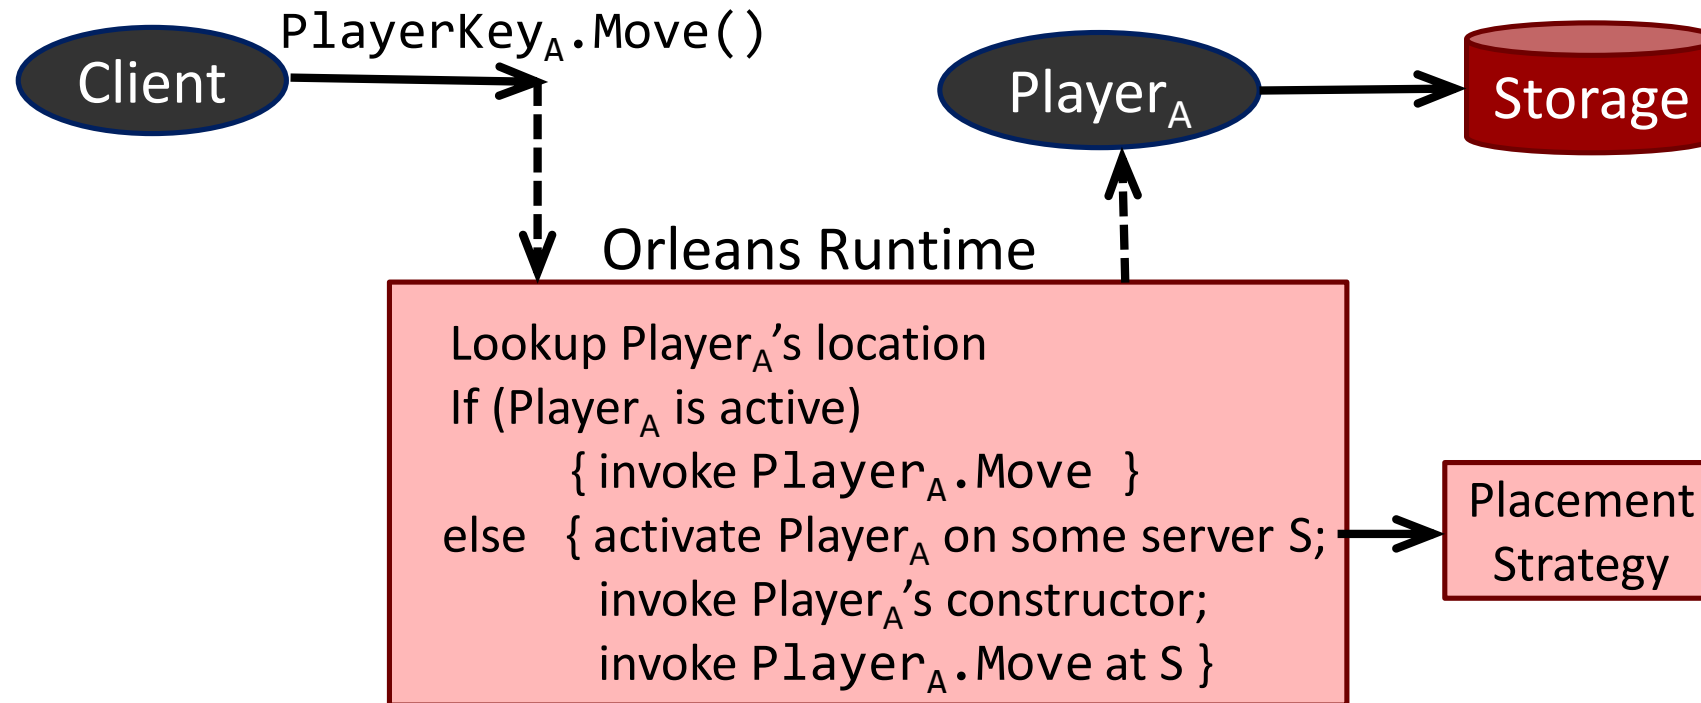 PlayerKeyA.Move()
Client
PlayerA
Storage
Orleans Runtime
Lookup PlayerA’s location
If (PlayerA is active)
{ invoke PlayerA.Move }
else { activate PlayerA on some server S;
invoke PlayerA’s constructor;
invoke PlayerA.Move at S }
Placement
Strategy